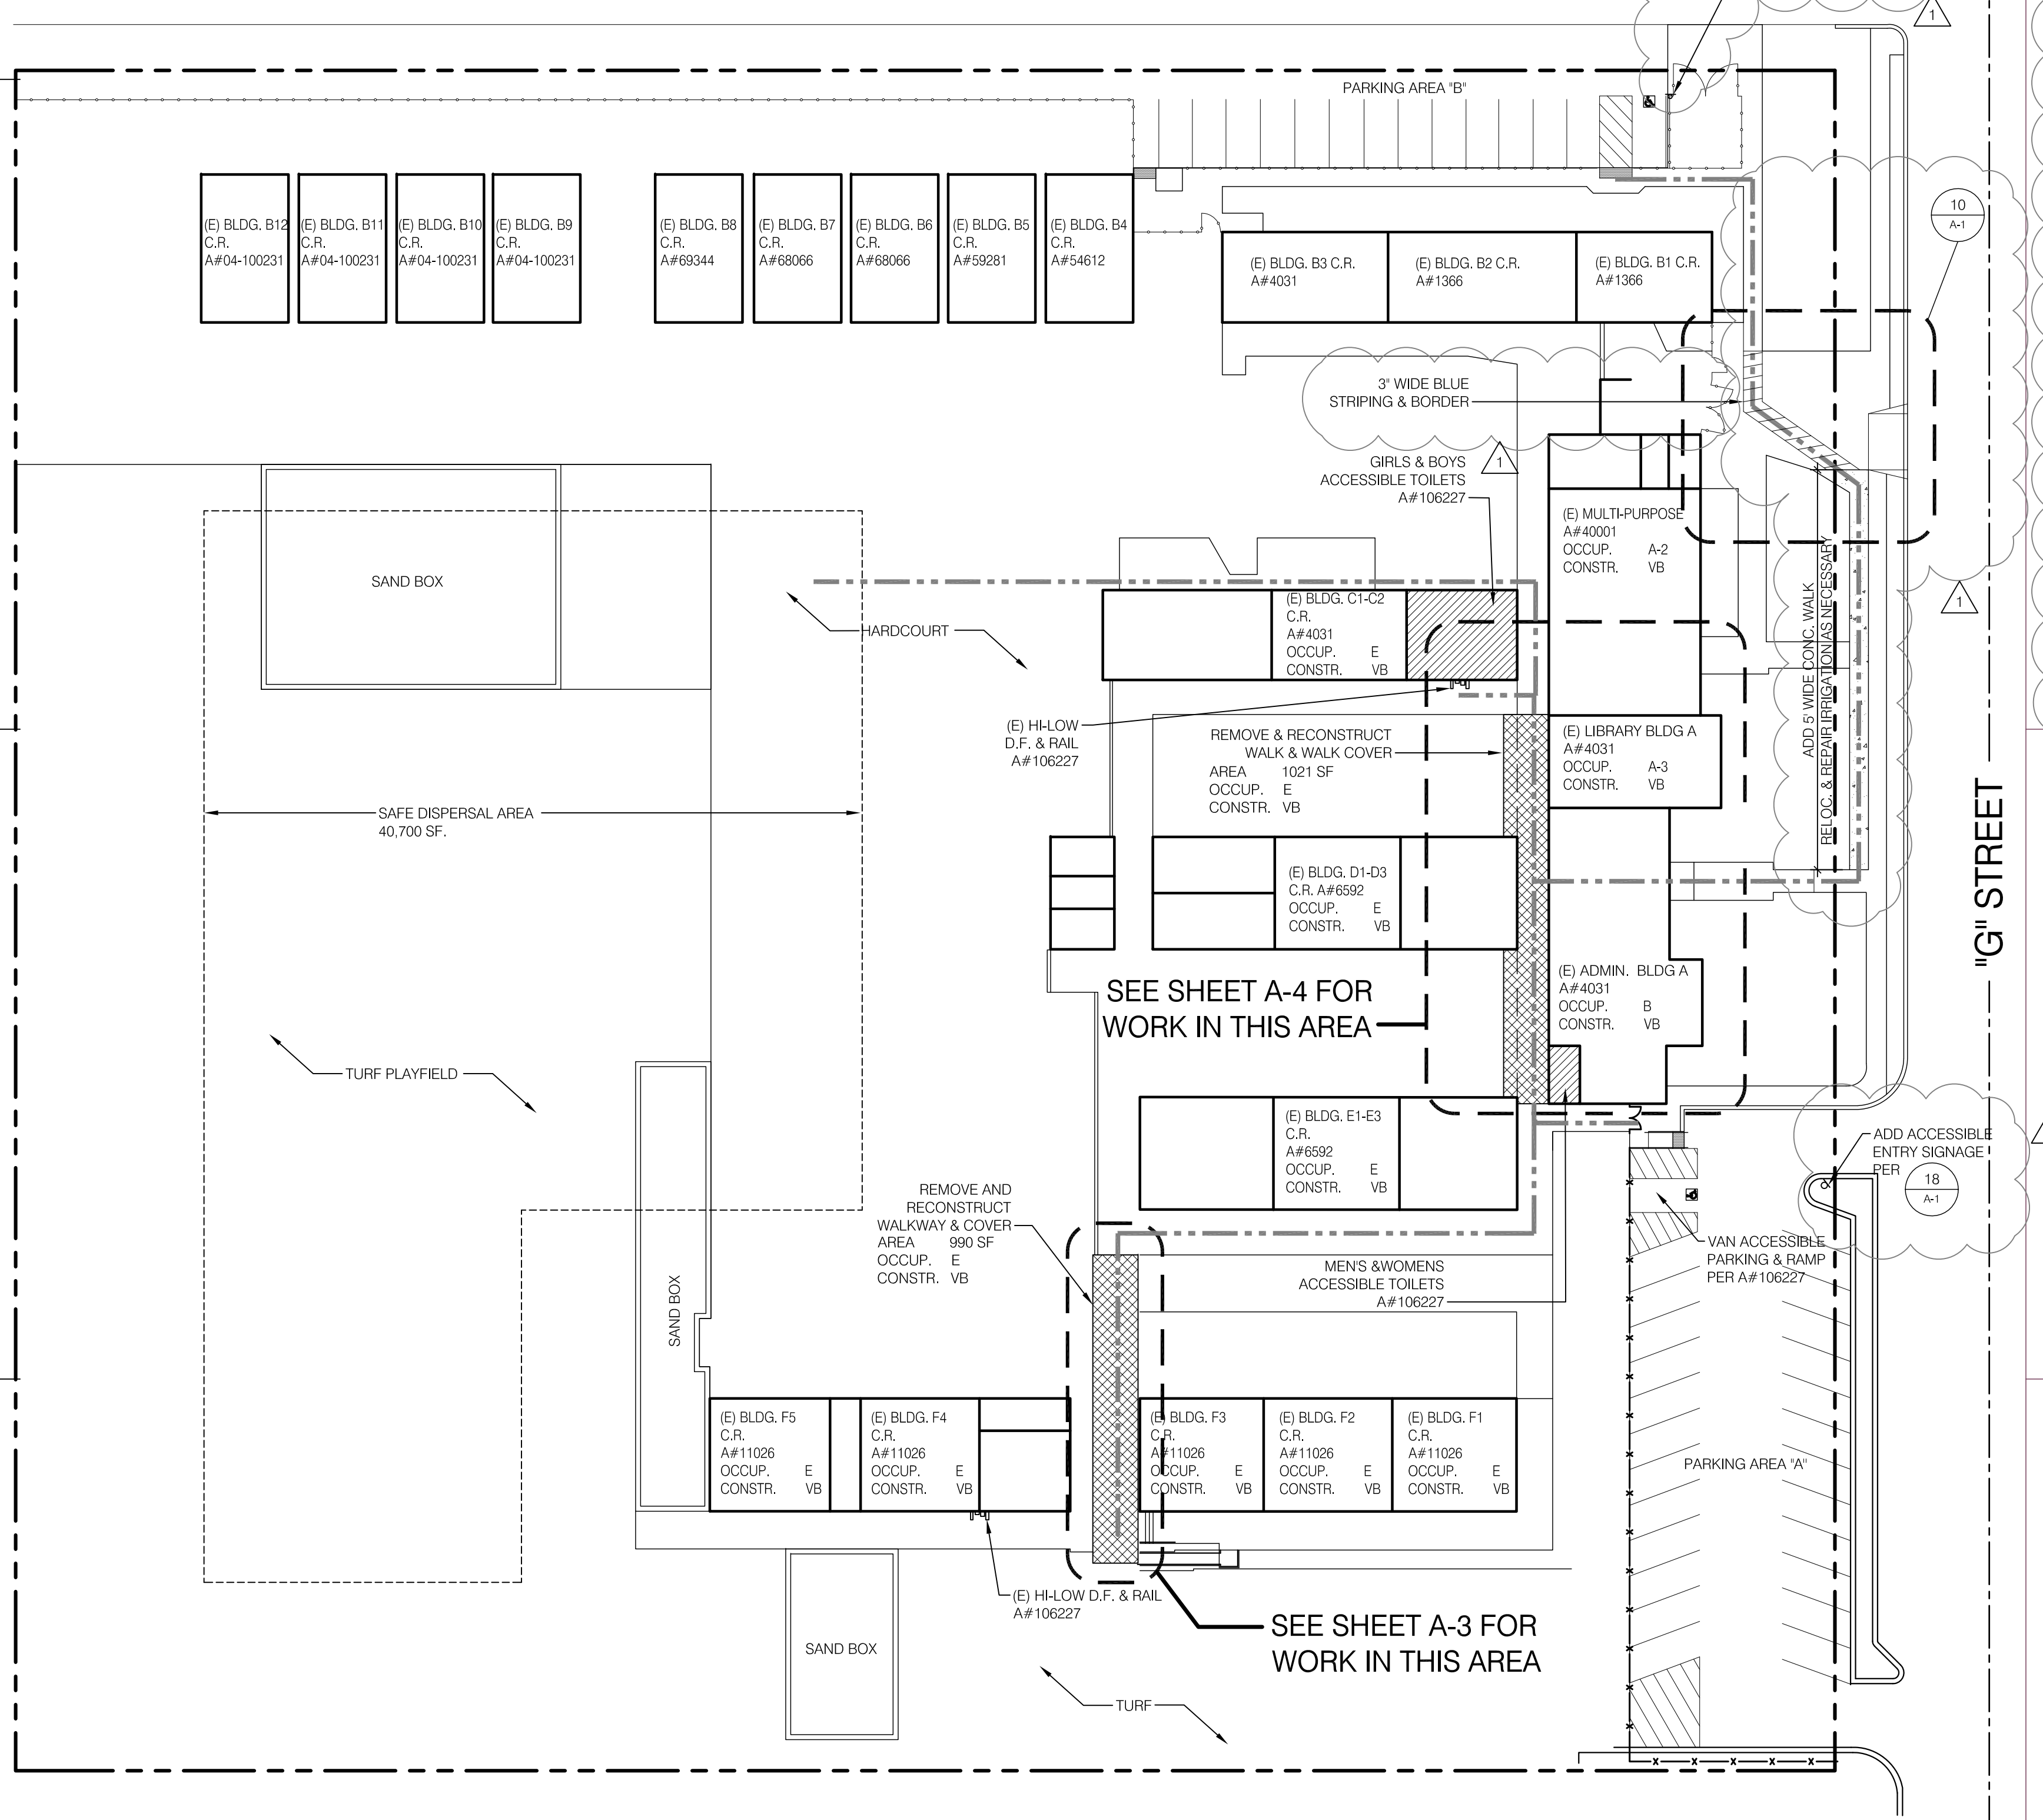 1
PARKING AREA "B"
(E) BLDG. B12
C.R.
A#04-100231
(E) BLDG. B11
C.R.
A#04-100231
(E) BLDG. B10
C.R.
A#04-100231
(E) BLDG. B9
C.R.
A#04-100231
(E) BLDG. B8
C.R.
A#69344
(E) BLDG. B7
C.R.
A#68066
(E) BLDG. B6
C.R.
A#68066
(E) BLDG. B5
C.R.
A#59281
(E) BLDG. B4
C.R.
A#54612
(E) BLDG. B3 C.R.
A#4031
(E) BLDG. B2 C.R.
A#1366
(E) BLDG. B1 C.R.
A#1366
10
A-1
3" WIDE BLUE
STRIPING & BORDER
1
GIRLS & BOYS
ACCESSIBLE TOILETS
A#106227
(E) MULTI-PURPOSE
A#40001
OCCUP. A-2
CONSTR. VB
SAND BOX
HARDCOURT
(E) BLDG. C1-C2
C.R.
A#4031
OCCUP. E
CONSTR. VB
ADD 5' WIDE CONC. WALK
RELOC. & REPAIR IRRIGATION AS NECESSARY
1
(E) HI-LOW
D.F. & RAIL
A#106227
REMOVE & RECONSTRUCT
WALK & WALK COVER
AREA 1021 SF
OCCUP. E
CONSTR. VB
(E) LIBRARY BLDG A
A#4031
OCCUP. A-3
CONSTR. VB
"G" STREET
SAFE DISPERSAL AREA
40,700 SF.
(E) BLDG. D1-D3
C.R. A#6592
OCCUP. E
CONSTR. VB
SEE SHEET A-4 FOR
WORK IN THIS AREA
(E) ADMIN. BLDG A
A#4031
OCCUP. B
CONSTR. VB
TURF PLAYFIELD
(E) BLDG. E1-E3
C.R.
A#6592
OCCUP. E
CONSTR. VB
ADD ACCESSIBLE
ENTRY SIGNAGE
PER
18
A-1
REMOVE AND
RECONSTRUCT
WALKWAY & COVER
AREA 990 SF
OCCUP. E
CONSTR. VB
VAN ACCESSIBLE
PARKING & RAMP
PER A#106227
MEN'S &WOMENS
ACCESSIBLE TOILETS
A#106227
SAND BOX
(E) BLDG. F5
C.R.
A#11026
OCCUP. E
CONSTR. VB
(E) BLDG. F4
C.R.
A#11026
OCCUP. E
CONSTR. VB
(E) BLDG. F3
C.R.
A#11026
OCCUP. E
CONSTR. VB
(E) BLDG. F2
C.R.
A#11026
OCCUP. E
CONSTR. VB
(E) BLDG. F1
C.R.
A#11026
OCCUP. E
CONSTR. VB
PARKING AREA "A"
(E) HI-LOW D.F. & RAIL
A#106227
SEE SHEET A-3 FOR
WORK IN THIS AREA
SAND BOX
TURF